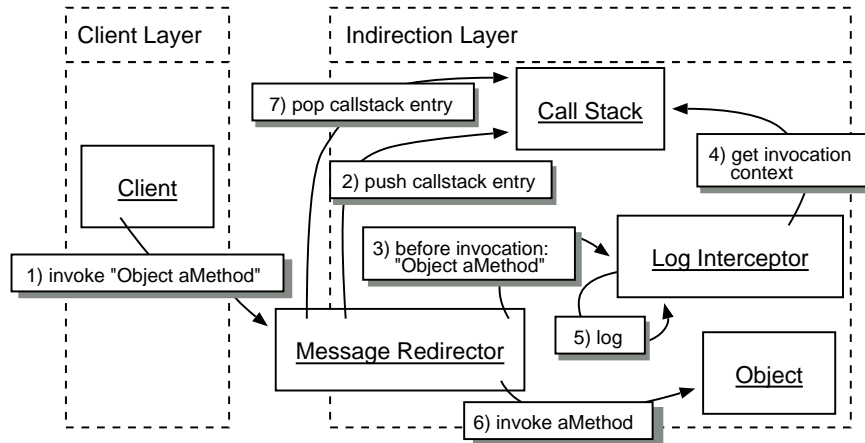 Client Layer
Indirection Layer
7) pop callstack entry
Call Stack
4) get invocation
context
Client
2) push callstack entry
3) before invocation:
"Object aMethod"
Log Interceptor
1) invoke "Object aMethod"
5) log
Message Redirector
Object
6) invoke aMethod